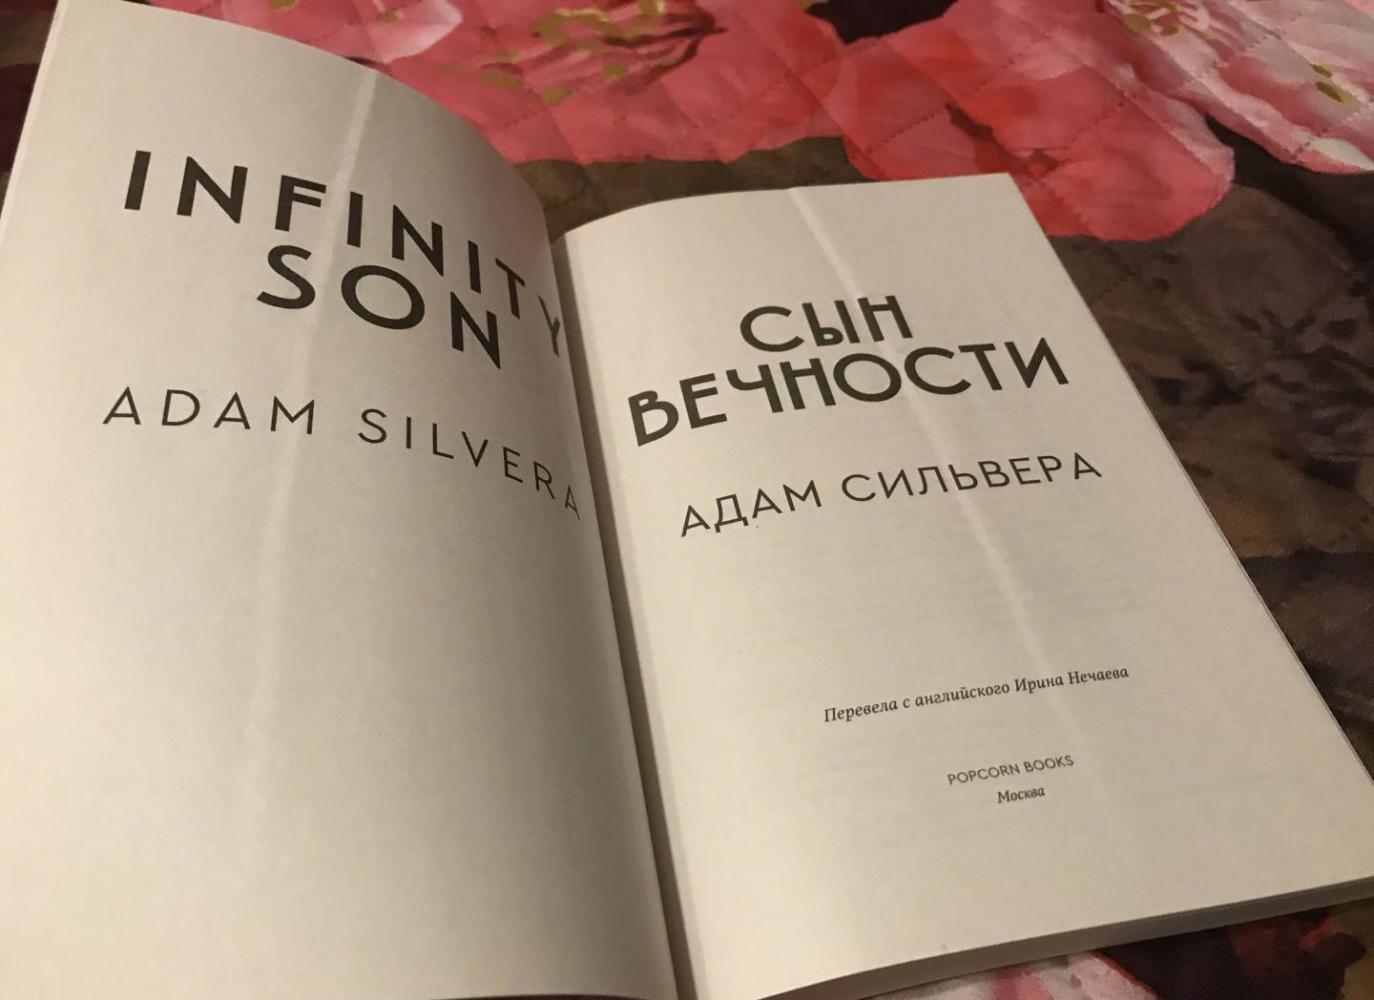 INFINITY
SON
ADAM SILVERA
СЫН
ВЕЧНОСТИ
АДАМ СИЛЬВЕРА
Перевела с английского Ирина Нечаева
POPCORN BOOKS
Москва